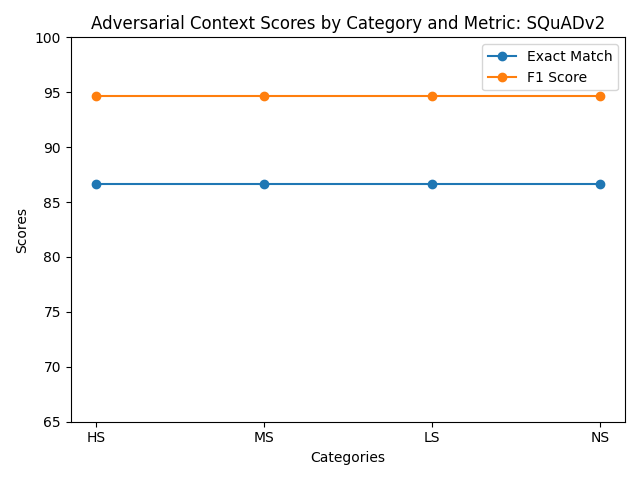 Adversarial Context Scores by Category and Metric: SQuADv2
Exact Match
F1 Score
100
95
90
85
80
75
70
65
Scores
HS MS LS NS
Categories